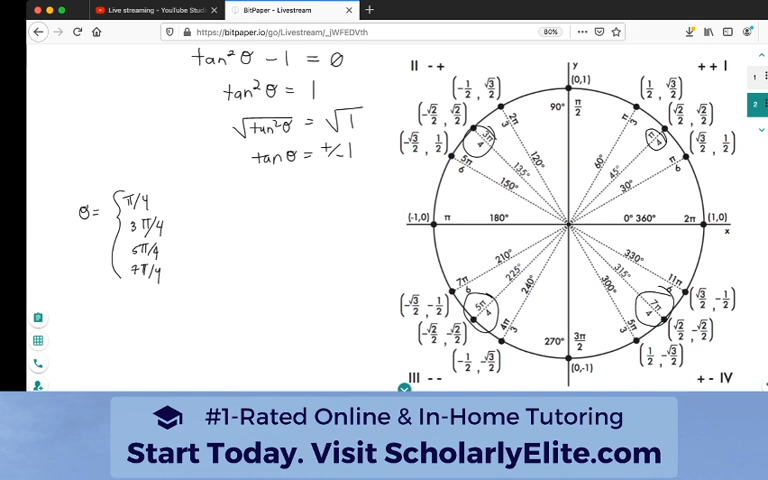 Live streaming - YouTube Stud
BitPaper - Livestream
https://bitpaper.io/go/Livestream/_jWFEDVth
80%
tan²θ - 1 = 0
tan²θ = 1
√tan²θ = √1
tanθ = +/-1
θ = { π/4
3π/4
5π/4
7π/4
II - +
+ + I
y
(0,1)
(-1/2, √3/2)
(1/2, √3/2)
(-√2/2, √2/2)
(√2/2, √2/2)
(-√3/2, 1/2)
(√3/2, 1/2)
90° π/2
2π/3 120°
3π/4 135°
5π/6 150°
60° π/3
45° π/4
30° π/6
(-1,0) π 180° 0° 360° 2π (1,0)
x
210° 7π/6
225° 5π/4
240° 4π/3
330° 11π/6
315° 7π/4
300° 5π/3
270° 3π/2
(-√3/2, -1/2)
(√3/2, -1/2)
(-√2/2, -√2/2)
(√2/2, -√2/2)
(-1/2, -√3/2)
(1/2, -√3/2)
(0,-1)
III - -
+ - IV
1
2
#1-Rated Online & In-Home Tutoring
Start Today. Visit ScholarlyElite.com